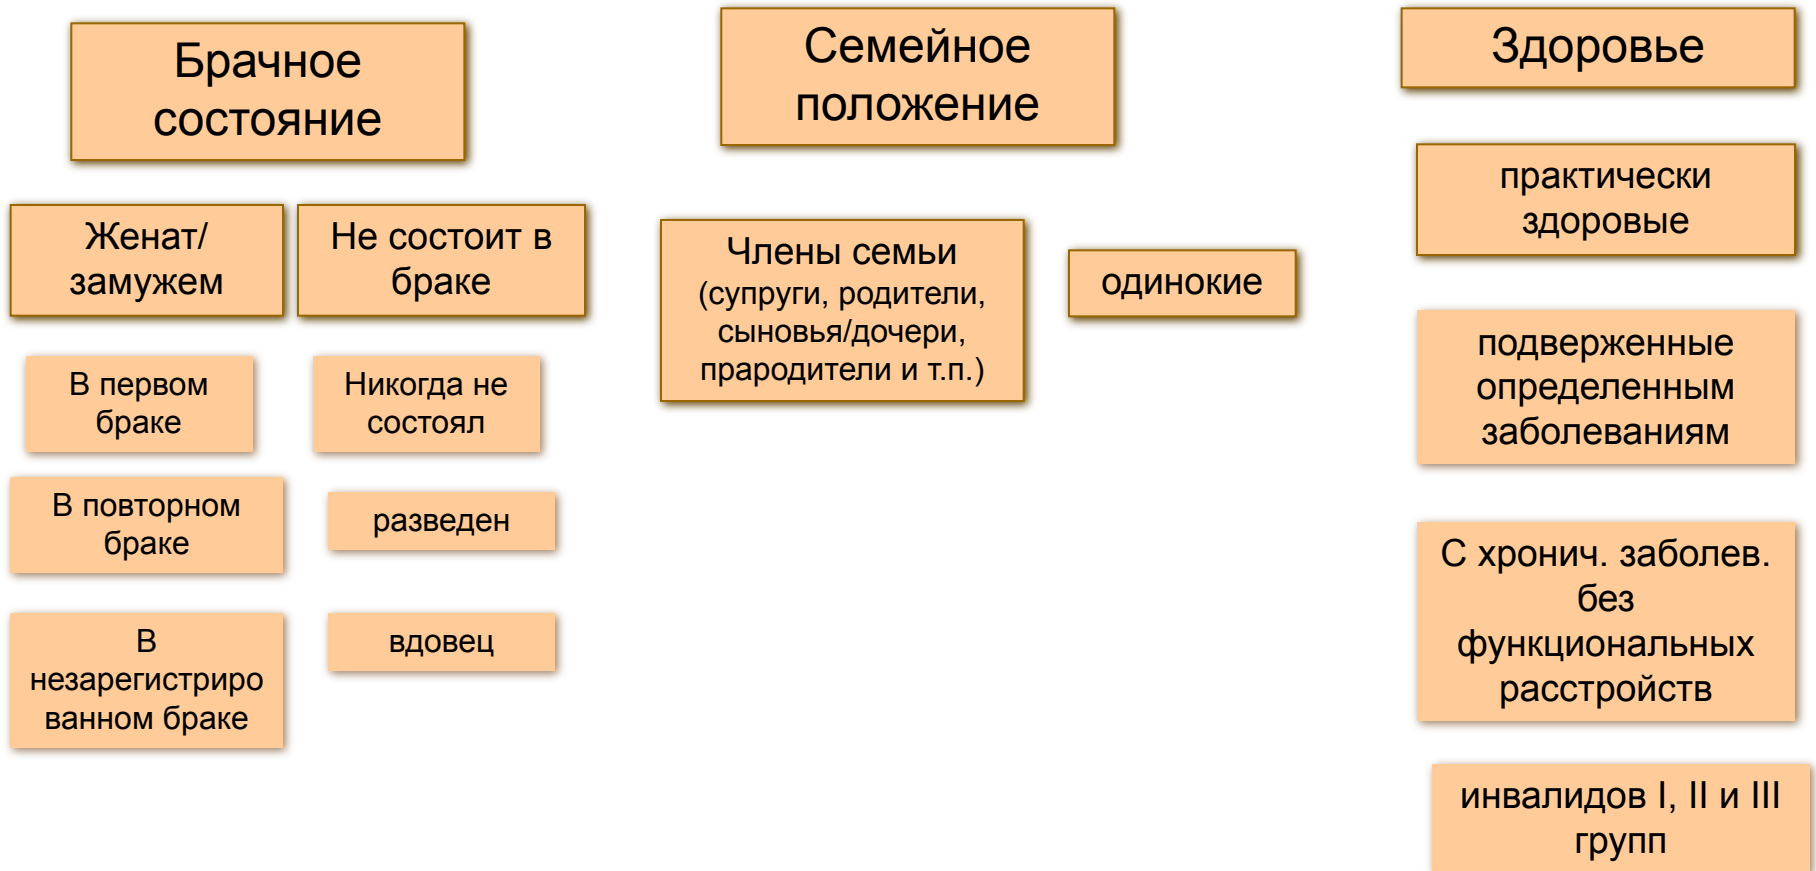 Брачное
состояние
Женат/
замужем
Не состоит в
браке
В первом
браке
Никогда не
состоял
В повторном
браке
разведен
В
незарегистриро
ванном браке
вдовец
Семейное
положение
Члены семьи
(супруги, родители,
сыновья/дочери,
прародители и т.п.)
одинокие
Здоровье
практически
здоровые
подверженные
определенным
заболеваниям
С хронич. заболев.
без
функциональных
расстройств
инвалидов I, II и III
групп